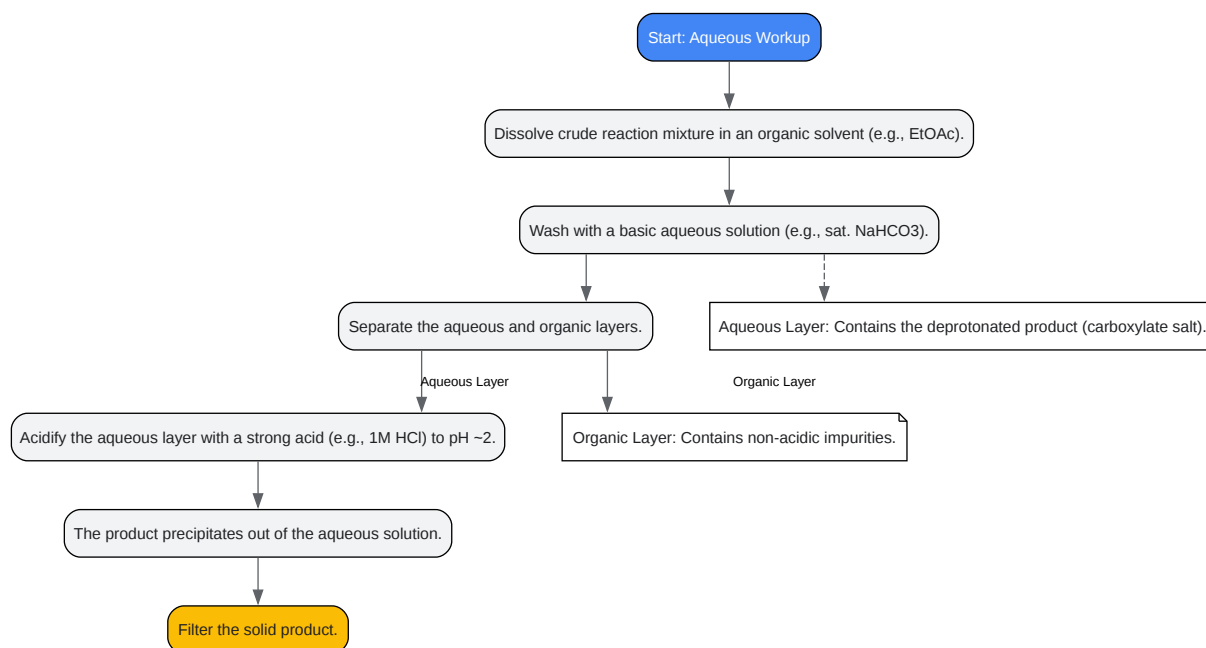 Start: Aqueous Workup
Dissolve crude reaction mixture in an organic solvent (e.g., EtOAc).
Wash with a basic aqueous solution (e.g., sat. NaHCO3).
Separate the aqueous and organic layers.
Aqueous Layer: Contains the deprotonated product (carboxylate salt).
Aqueous Layer
Organic Layer
Acidify the aqueous layer with a strong acid (e.g., 1M HCl) to pH ~2.
Organic Layer: Contains non-acidic impurities.
The product precipitates out of the aqueous solution.
Filter the solid product.